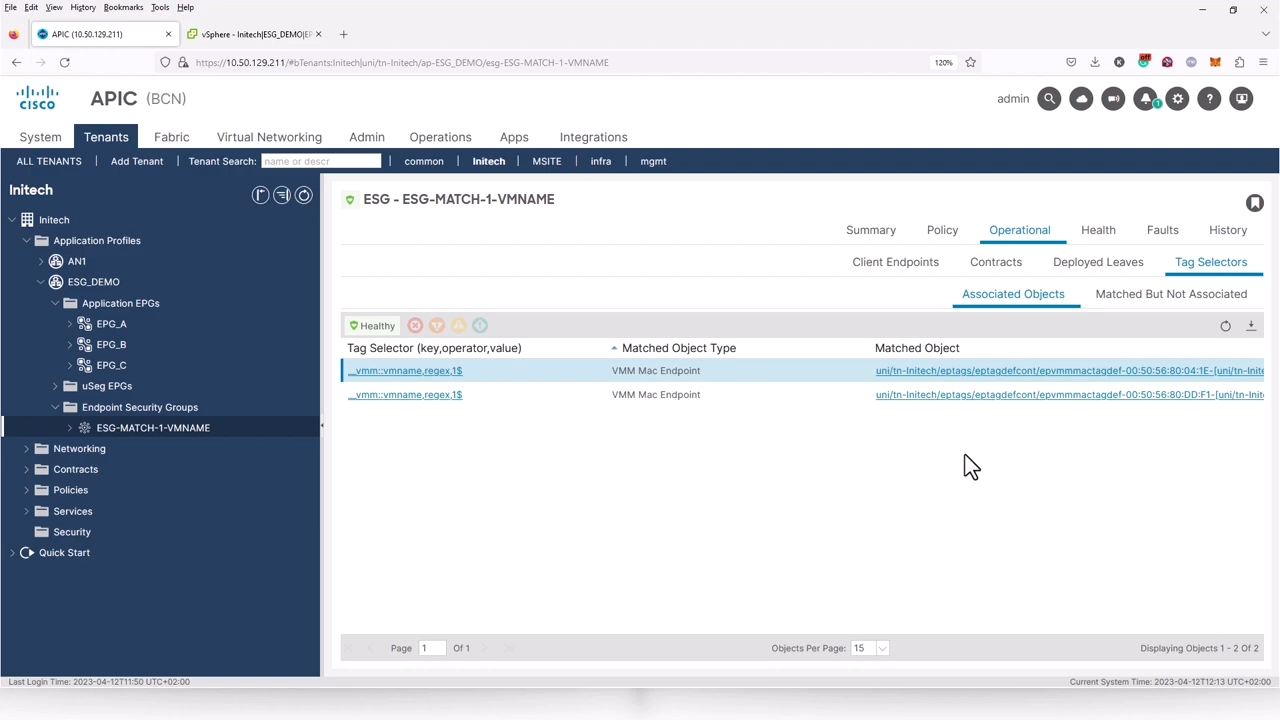 File Edit View History Bookmarks Tools Help
APIC (10.50.129.211)
vSphere - Initech|ESG_DEMO|EP
https://10.50.129.211/#bTenants:Initech|uni/tn-Initech/ap-ESG_DEMO/esg-ESG-MATCH-1-VMNAME
120%
CISCO
APIC (BCN)
admin
System Tenants Fabric Virtual Networking Admin Operations Apps Integrations
ALL TENANTS | Add Tenant | Tenant Search: name or descr | common | Initech | MSITE | infra | mgmt
Initech
Initech
Application Profiles
AN1
ESG_DEMO
Application EPGs
EPG_A
EPG_B
EPG_C
uSeg EPGs
Endpoint Security Groups
ESG-MATCH-1-VMNAME
Networking
Contracts
Policies
Services
Security
Quick Start
ESG - ESG-MATCH-1-VMNAME
Summary Policy Operational Health Faults History
Client Endpoints Contracts Deployed Leaves Tag Selectors
Associated Objects Matched But Not Associated
Healthy
Tag Selector (key,operator,value) Matched Object Type Matched Object
__vmm::vmname,regex,1$ VMM Mac Endpoint uni/tn-Initech/eptags/eptagdefcont/epvmmmactagdef-00:50:56:80:04:1E-[uni/tn-Inite
__vmm::vmname,regex,1$ VMM Mac Endpoint uni/tn-Initech/eptags/eptagdefcont/epvmmmactagdef-00:50:56:80:DD:F1-[uni/tn-Init
Page 1 Of 1 Objects Per Page: 15 Displaying Objects 1 - 2 Of 2
Last Login Time: 2023-04-12T11:50 UTC+02:00 Current System Time: 2023-04-12T12:13 UTC+02:00